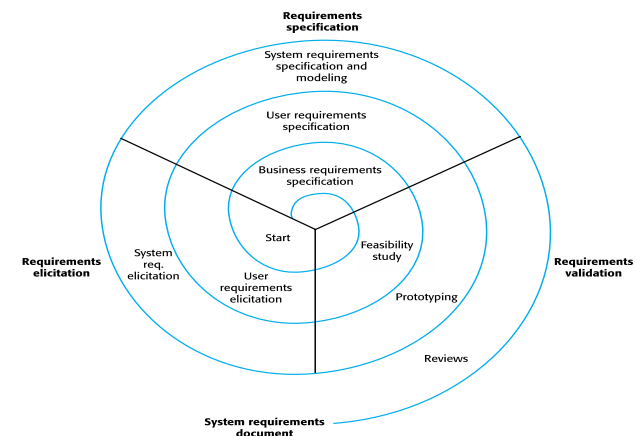 Requirements
specification
System requirements
specification and
modeling
User requirements
specification
Business requirements
specification
Start
Feasibility
study
System
req.
elicitation
Requirements
elicitation
Requirements
validation
User
requirements
elicitation
Prototyping
Reviews
System requirements
document